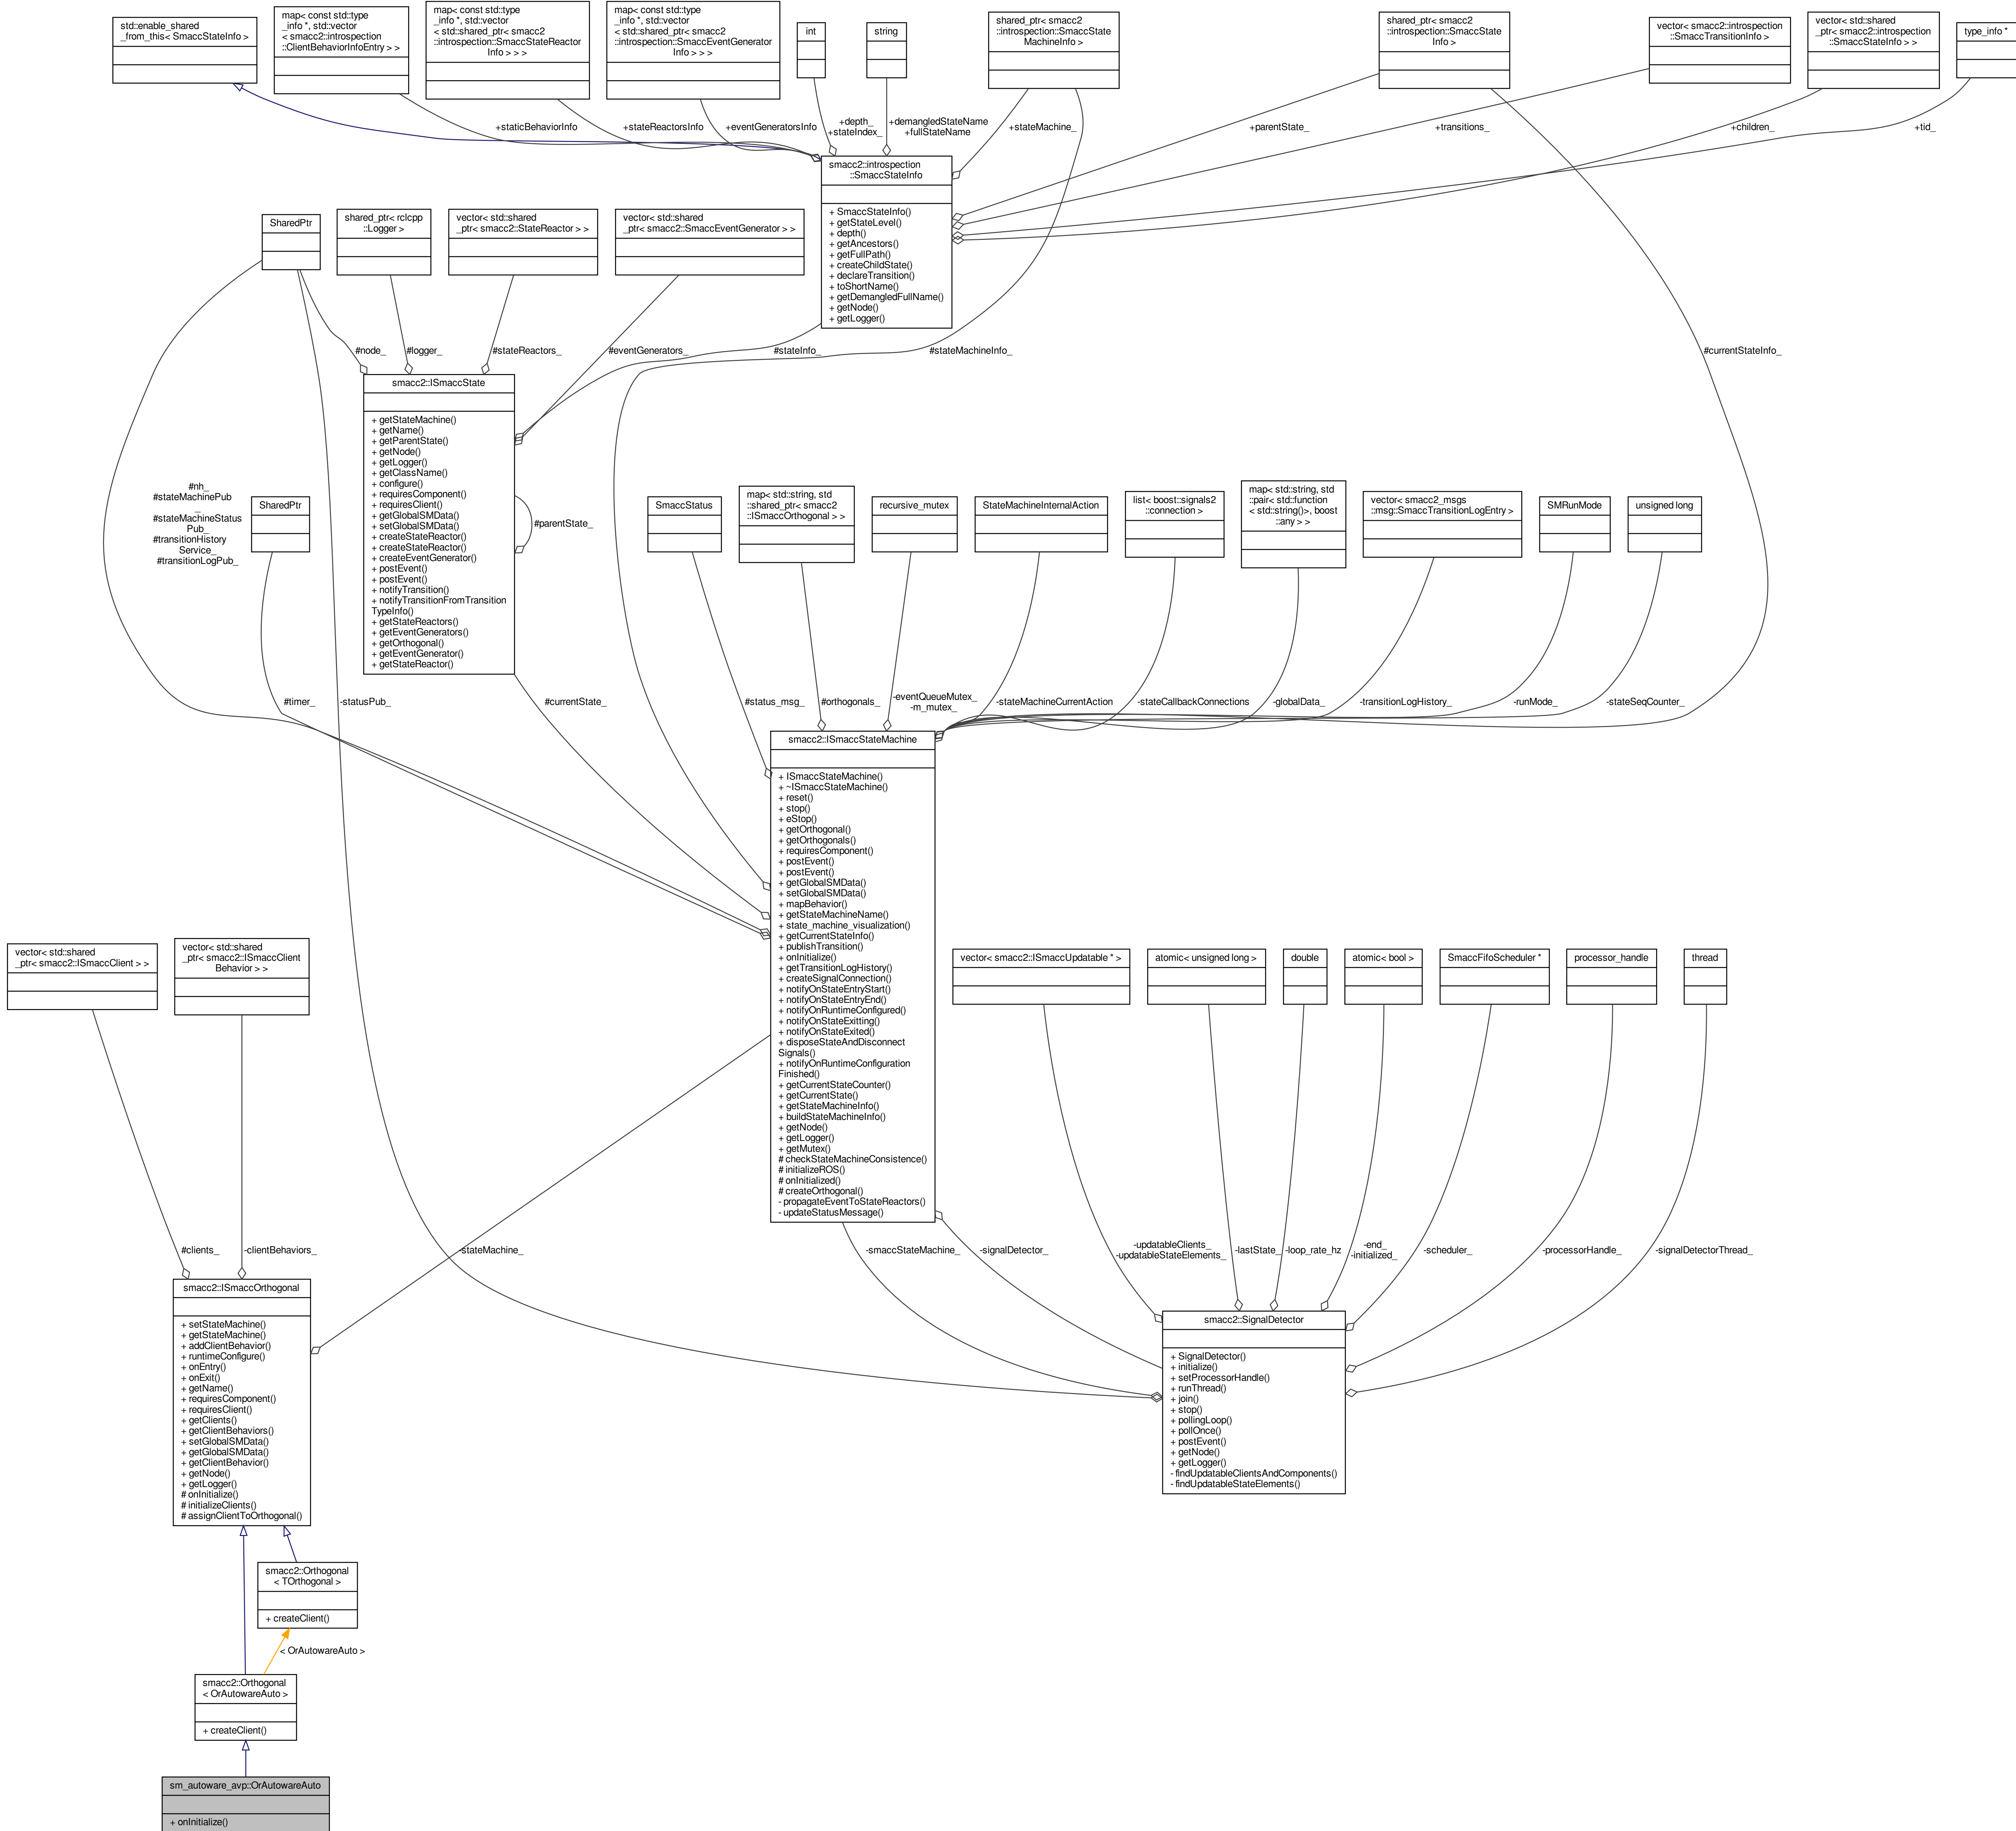 std::enable_shared
_from_this< SmaccStateInfo >
map< const std::type
_info *, std::vector
< smacc2::introspection
::ClientBehaviorInfoEntry > >
map< const std::type
_info *, std::vector
< std::shared_ptr< smacc2
::introspection::SmaccStateReactor
Info > > >
map< const std::type
_info *, std::vector
< std::shared_ptr< smacc2
::introspection::SmaccEventGenerator
Info > > >
int
string
shared_ptr< smacc2
::introspection::SmaccState
MachineInfo >
shared_ptr< smacc2
::introspection::SmaccState
Info >
vector< smacc2::introspection
::SmaccTransitionInfo >
vector< std::shared
_ptr< smacc2::introspection
::SmaccStateInfo > >
type_info *
+staticBehaviorInfo
+stateReactorsInfo
+eventGeneratorsInfo
+depth_
+stateIndex_
+demangledStateName
+fullStateName
+stateMachine_
+parentState_
+transitions_
+children_
+tid_
smacc2::introspection
::SmaccStateInfo
+ SmaccStateInfo()
+ getStateLevel()
+ depth()
+ getAncestors()
+ getFullPath()
+ createChildState()
+ declareTransition()
+ toShortName()
+ getDemangledFullName()
+ getNode()
+ getLogger()
SharedPtr
shared_ptr< rclcpp
::Logger >
vector< std::shared
_ptr< smacc2::StateReactor > >
vector< std::shared
_ptr< smacc2::SmaccEventGenerator > >
#node_
#logger_
#stateReactors_
#eventGenerators_
#stateInfo_
#stateMachineInfo_
#currentStateInfo_
smacc2::ISmaccState
+ getStateMachine()
+ getName()
+ getParentState()
+ getNode()
+ getLogger()
+ getClassName()
+ configure()
+ requiresComponent()
+ requiresClient()
+ getGlobalSMData()
+ setGlobalSMData()
+ createStateReactor()
+ createStateReactor()
+ createEventGenerator()
+ postEvent()
+ postEvent()
+ notifyTransition()
+ notifyTransitionFromTransition
TypeInfo()
+ getStateReactors()
+ getEventGenerators()
+ getOrthogonal()
+ getEventGenerator()
+ getStateReactor()
#parentState_
#nh_
#stateMachinePub
_
#stateMachineStatus
Pub_
#transitionHistory
Service_
#transitionLogPub_
SharedPtr
SmaccStatus
map< std::string, std
::shared_ptr< smacc2
::ISmaccOrthogonal > >
recursive_mutex
StateMachineInternalAction
list< boost::signals2
::connection >
map< std::string, std
::pair< std::function
< std::string()>, boost
::any > >
vector< smacc2_msgs
::msg::SmaccTransitionLogEntry >
SMRunMode
unsigned long
#timer_
-statusPub_
#currentState_
#status_msg_
#orthogonals_
-eventQueueMutex_
-m_mutex_
-stateMachineCurrentAction
-stateCallbackConnections
-globalData_
-transitionLogHistory_
-runMode_
-stateSeqCounter_
smacc2::ISmaccStateMachine
+ ISmaccStateMachine()
+ ~ISmaccStateMachine()
+ reset()
+ stop()
+ eStop()
+ getOrthogonal()
+ getOrthogonals()
+ requiresComponent()
+ postEvent()
+ postEvent()
+ getGlobalSMData()
+ setGlobalSMData()
+ mapBehavior()
+ getStateMachineName()
+ state_machine_visualization()
+ getCurrentStateInfo()
+ publishTransition()
+ onInitialize()
+ getTransitionLogHistory()
+ createSignalConnection()
+ notifyOnStateEntryStart()
+ notifyOnStateEntryEnd()
+ notifyOnRuntimeConfigured()
+ notifyOnStateExitting()
+ notifyOnStateExited()
+ disposeStateAndDisconnect
Signals()
+ notifyOnRuntimeConfiguration
Finished()
+ getCurrentStateCounter()
+ getCurrentState()
+ getStateMachineInfo()
+ buildStateMachineInfo()
+ getNode()
+ getLogger()
+ getMutex()
# checkStateMachineConsistence()
# initializeROS()
# onInitialized()
# createOrthogonal()
- propagateEventToStateReactors()
- updateStatusMessage()
vector< std::shared
_ptr< smacc2::ISmaccClient > >
vector< std::shared
_ptr< smacc2::ISmaccClient
Behavior > >
vector< smacc2::ISmaccUpdatable * >
atomic< unsigned long >
double
atomic< bool >
SmaccFifoScheduler *
processor_handle
thread
#clients_
-clientBehaviors_
-stateMachine_
-smaccStateMachine_
-signalDetector_
-updatableClients_
-updatableStateElements_
-lastState_
-loop_rate_hz
-end_
-initialized_
-scheduler_
-processorHandle_
-signalDetectorThread_
smacc2::ISmaccOrthogonal
+ setStateMachine()
+ getStateMachine()
+ addClientBehavior()
+ runtimeConfigure()
+ onEntry()
+ onExit()
+ getName()
+ requiresComponent()
+ requiresClient()
+ getClients()
+ getClientBehaviors()
+ setGlobalSMData()
+ getGlobalSMData()
+ getClientBehavior()
+ getNode()
+ getLogger()
# onInitialize()
# initializeClients()
# assignClientToOrthogonal()
smacc2::SignalDetector
+ SignalDetector()
+ initialize()
+ setProcessorHandle()
+ runThread()
+ join()
+ stop()
+ pollingLoop()
+ pollOnce()
+ postEvent()
+ getNode()
+ getLogger()
- findUpdatableClientsAndComponents()
- findUpdatableStateElements()
smacc2::Orthogonal
< TOrthogonal >
+ createClient()
< OrAutowareAuto >
smacc2::Orthogonal
< OrAutowareAuto >
+ createClient()
sm_autoware_avp::OrAutowareAuto
+ onInitialize()